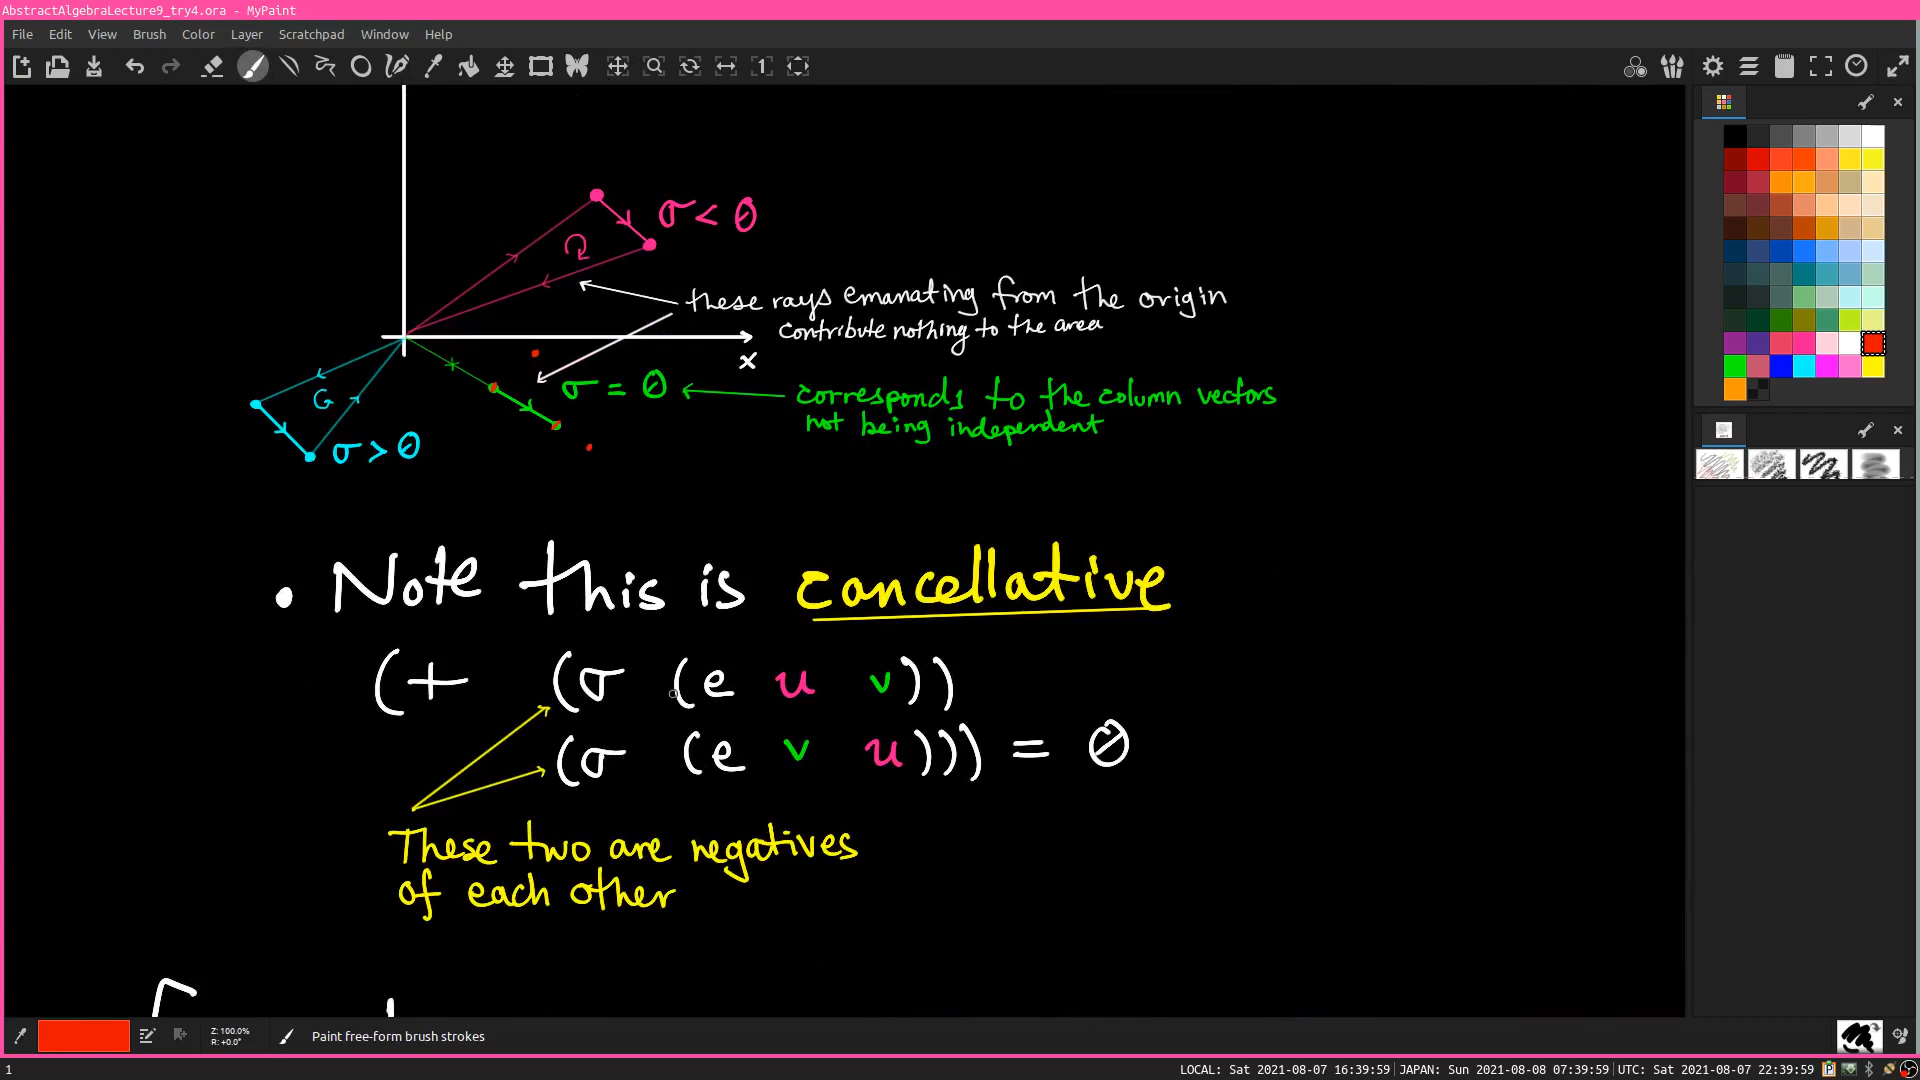 AbstractAlgebraLecture9_try4.ora - MyPaint
File Edit View Brush Color Layer Scratchpad Window Help
σ < 0
these rays emanating from the origin
contribute nothing to the area
x
σ = 0
corresponds to the column vectors
not being independent
σ > 0
• Note this is cancellative
(+ (σ (e u v))
(σ (e v u))) = 0
These two are negatives
of each other
Z: 100.0%
R: +0.0°
Paint free-form brush strokes
1
LOCAL: Sat 2021-08-07 16:39:59 | JAPAN: Sun 2021-08-08 07:39:59 | UTC: Sat 2021-08-07 22:39:59